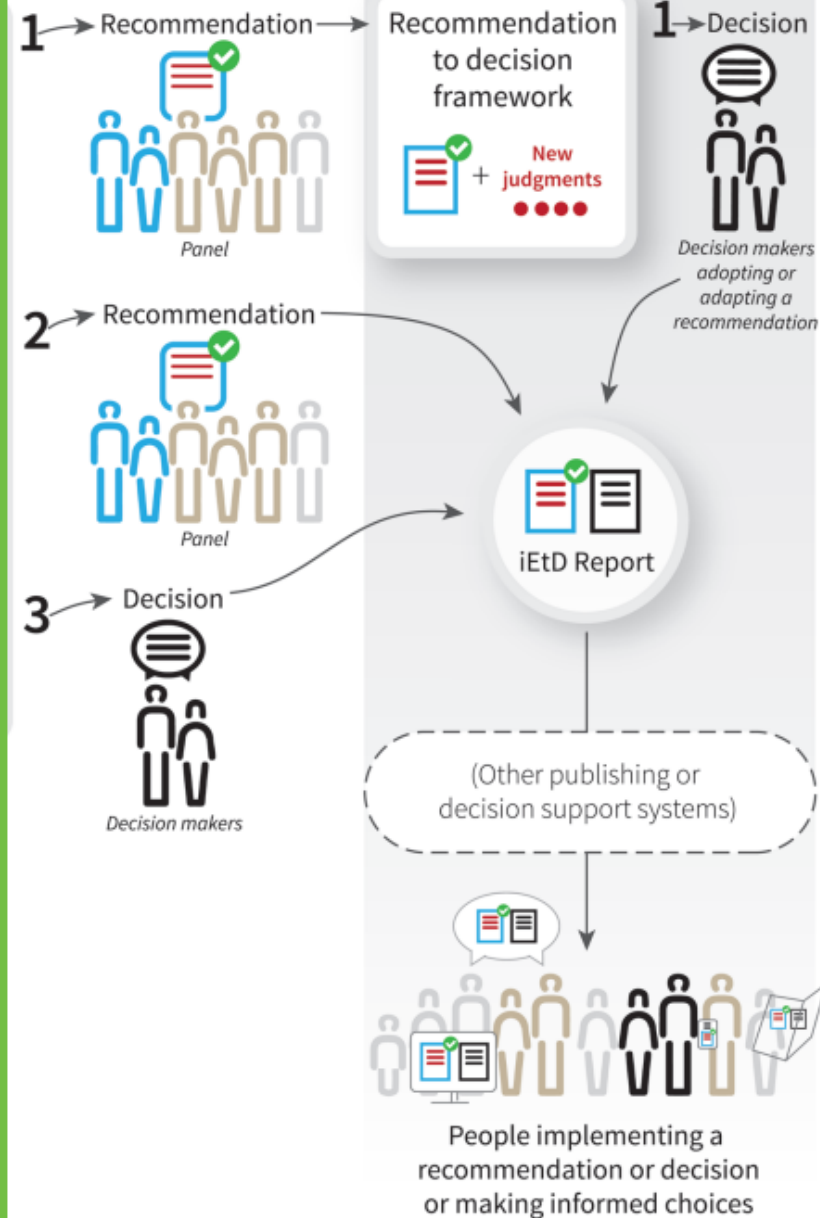 1 Recommendation
Panel
Recommendation
to decision
framework
+ New
judgments
1 Decision
Decision makers
adopting or
adapting a
recommendation
2 Recommendation
Panel
iEtD Report
3 Decision
Decision makers
(Other publishing or
decision support systems)
People implementing a
recommendation or decision
or making informed choices